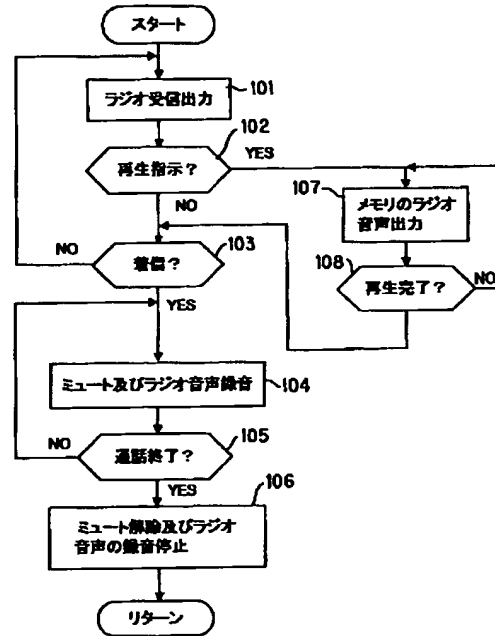 スタート
ラジオ受信出力
101
102
再生指示?
YES
NO
107
メモリのラジオ
音声出力
103
NO
着信?
YES
108
再生完了?
NO
ミュート及びラジオ音声録音
104
105
NO
通話終了?
YES
106
ミュート解除及びラジオ
音声の録音停止
リターン